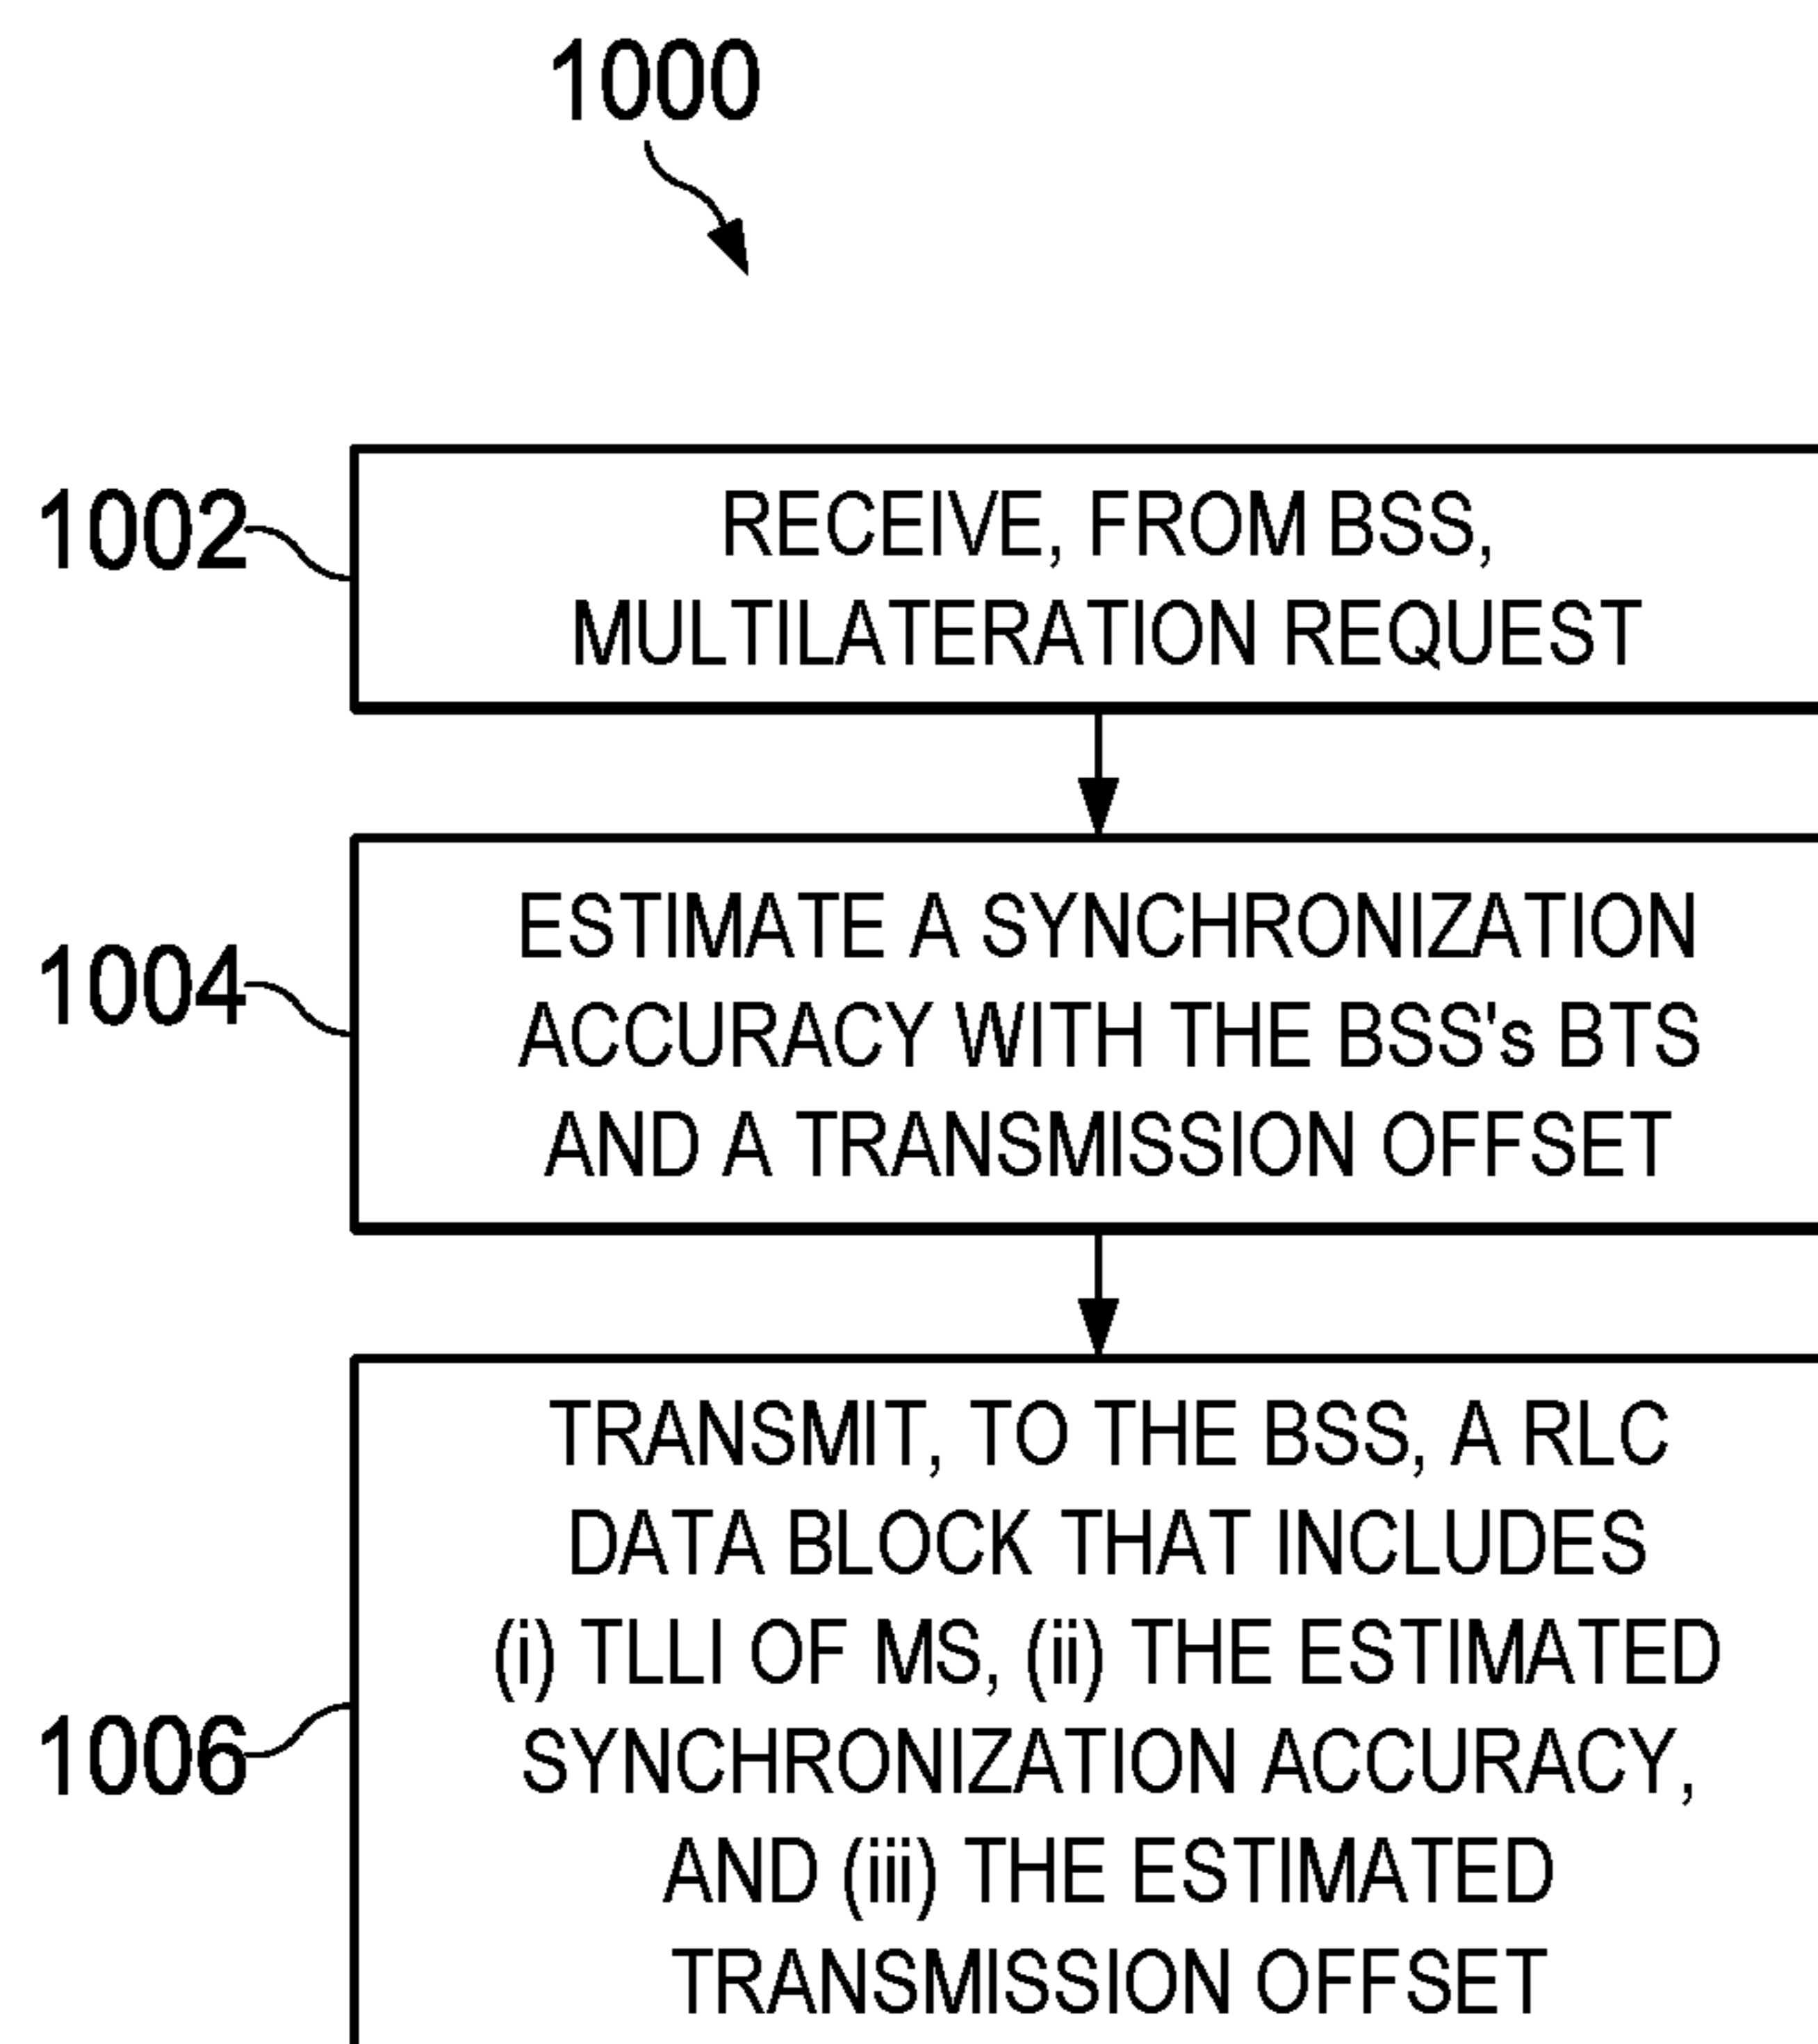 1000
1002
RECEIVE, FROM BSS,
MULTILATERATION REQUEST
1004
ESTIMATE A SYNCHRONIZATION
ACCURACY WITH THE BSS's BTS
AND A TRANSMISSION OFFSET
1006
TRANSMIT, TO THE BSS, A RLC
DATA BLOCK THAT INCLUDES
(i) TLLI OF MS, (ii) THE ESTIMATED
SYNCHRONIZATION ACCURACY,
AND (iii) THE ESTIMATED
TRANSMISSION OFFSET